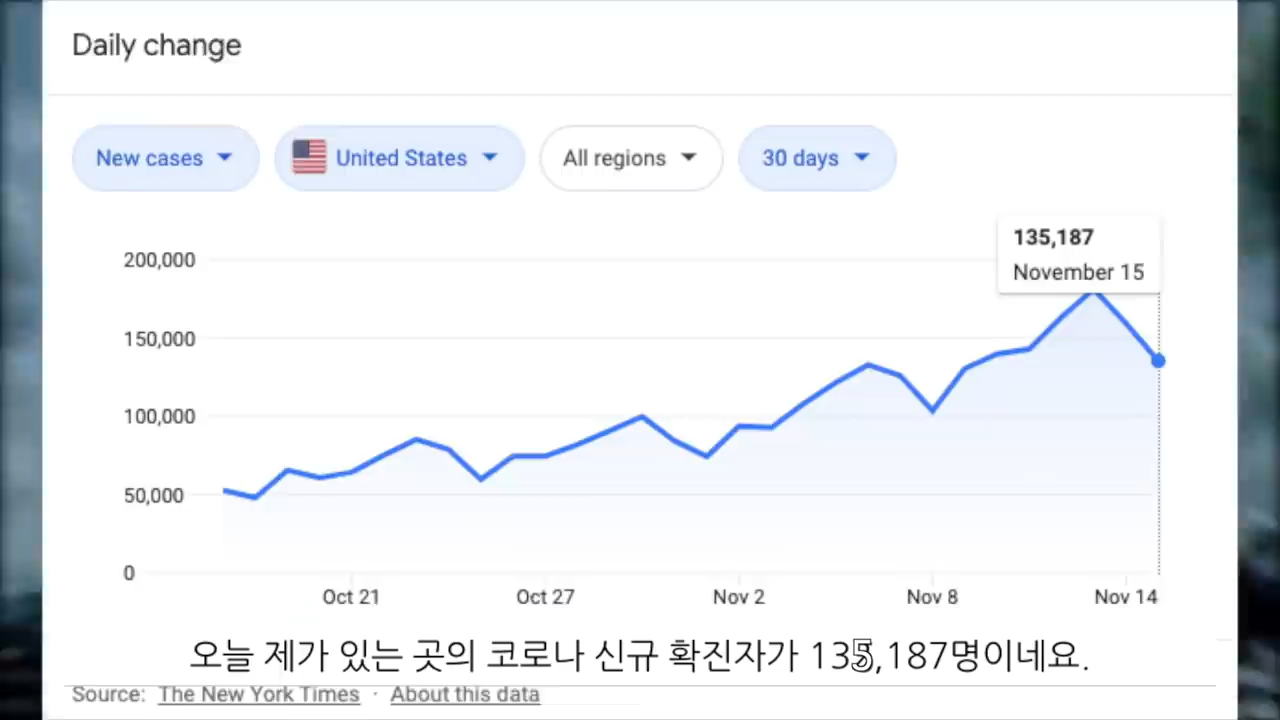 Daily change
New cases United States All regions 30 days
135,187
November 15
200,000
150,000
100,000
50,000
0
Oct 21 Oct 27 Nov 2 Nov 8 Nov 14
오늘 제가 있는 곳의 코로나 신규 확진자가 135,187명이네요.
Source: The New York Times · About this data